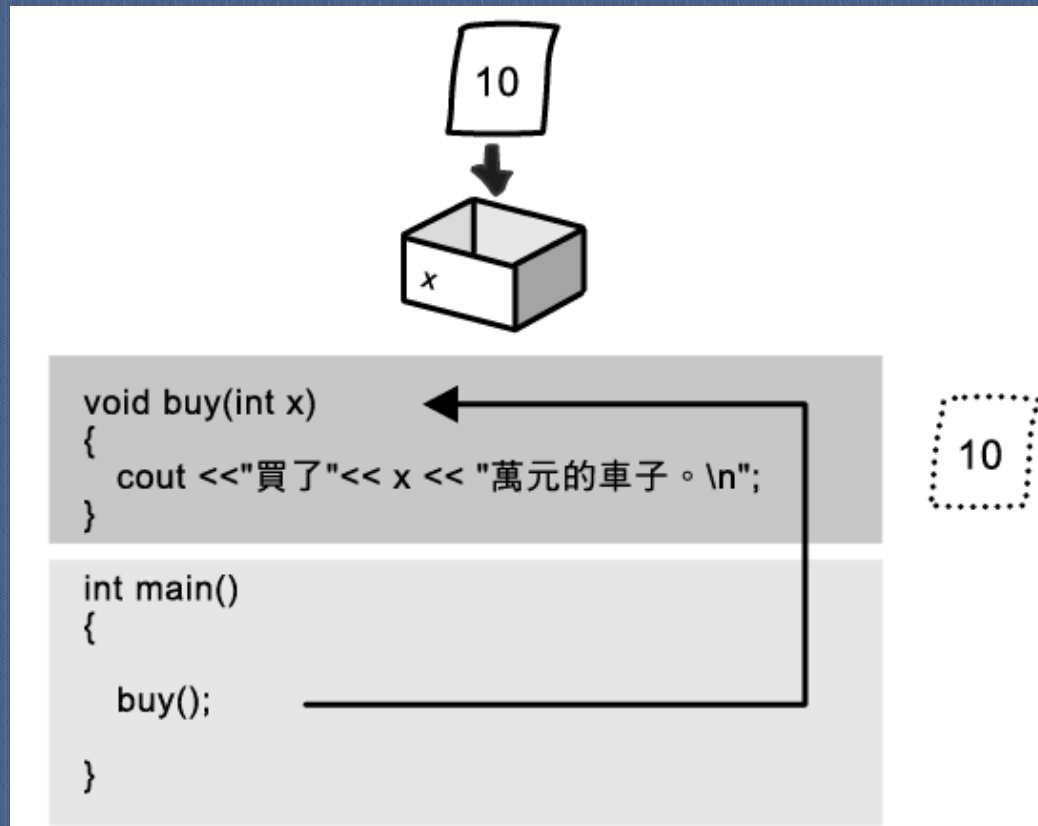 10
x
void buy(int x)
{
cout <<"買了"<< x << "萬元的車子。\n";
}
10
int main()
{
buy();
}